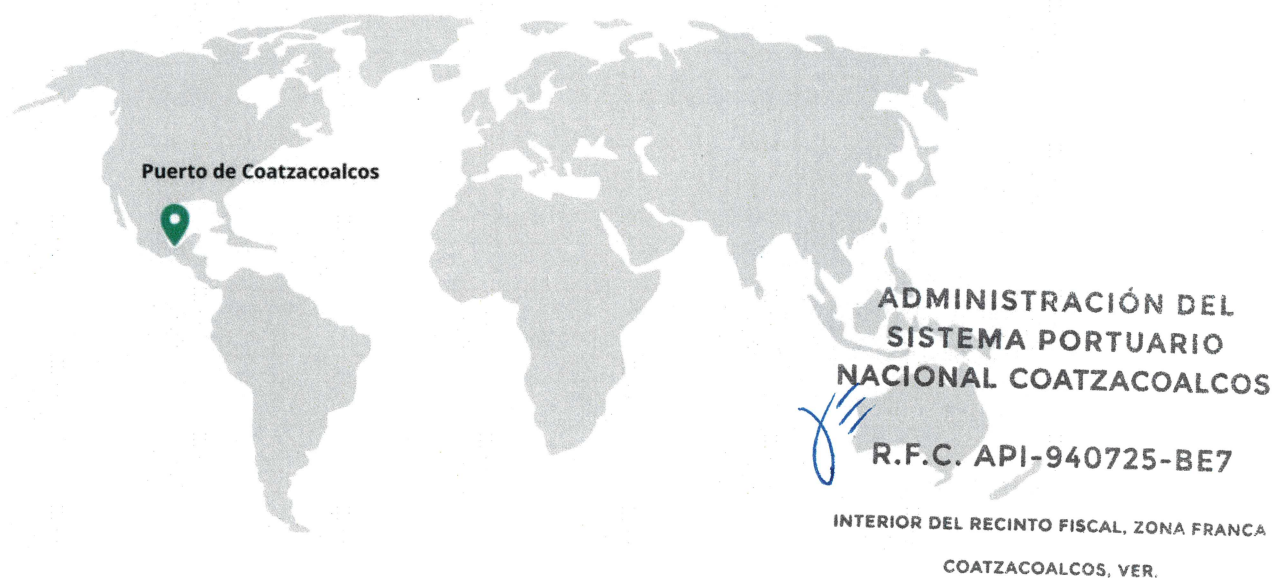 Puerto de Coatzacoalcos
ADMINISTRACIÓN DEL
SISTEMA PORTUARIO
NACIONAL COATZACOALCOS
R.F.C. API-940725-BE7
INTERIOR DEL RECINTO FISCAL, ZONA FRANCA
COATZACOALCOS, VER.